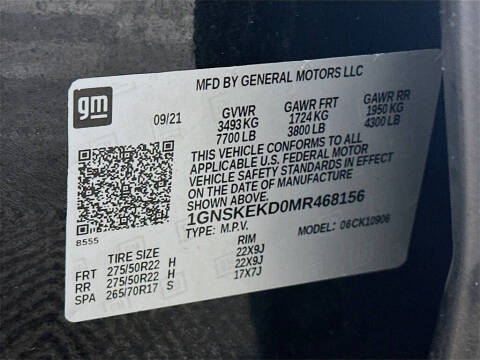 gm
MFD BY GENERAL MOTORS LLC
09/21 GVWR GAWR FRT GAWR RR
3493 KG 1724 KG 1950 KG
7700 LB 3800 LB 4300 LB
THIS VEHICLE CONFORMS TO ALL
APPLICABLE U.S. FEDERAL MOTOR
VEHICLE SAFETY STANDARDS IN EFFECT
ON THE DATE OF MANUFACTURE
SHOWN ABOVE.
1GNSKEKD0MR468156
8555
TYPE: M.P.V. MODEL: 06CK10906
TIRE SIZE RIM
FRT 275/50R22 H 22X9J
RR 275/50R22 H 22X9J
SPA 265/70R17 S 17X7J